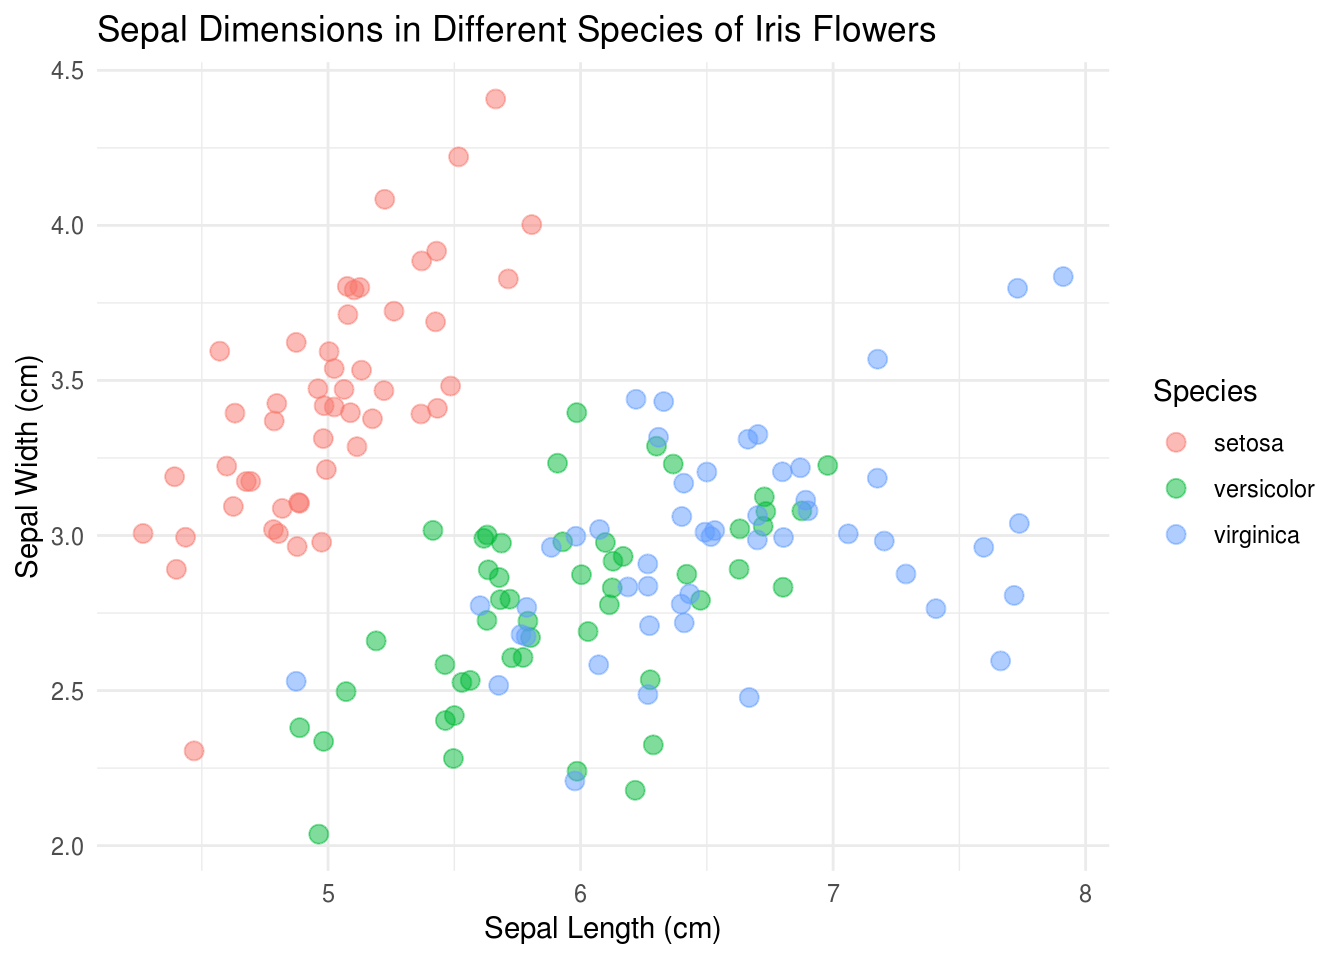 Sepal Dimensions in Different Species of Iris Flowers
4.5
4.0
3.5
3.0
2.5
2.0
Sepal Width (cm)
5 6 7 8
Sepal Length (cm)
Species
setosa
versicolor
virginica